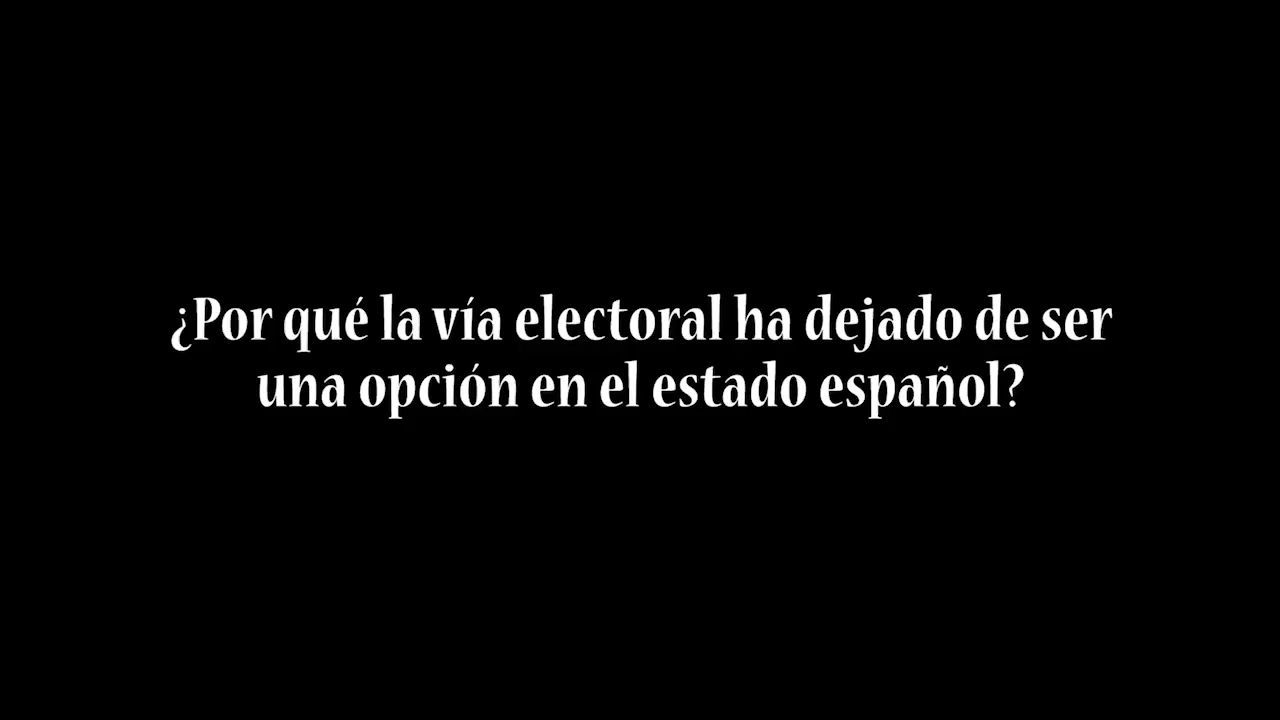 ¿Por qué la vía electoral ha dejado de ser
una opción en el estado español?